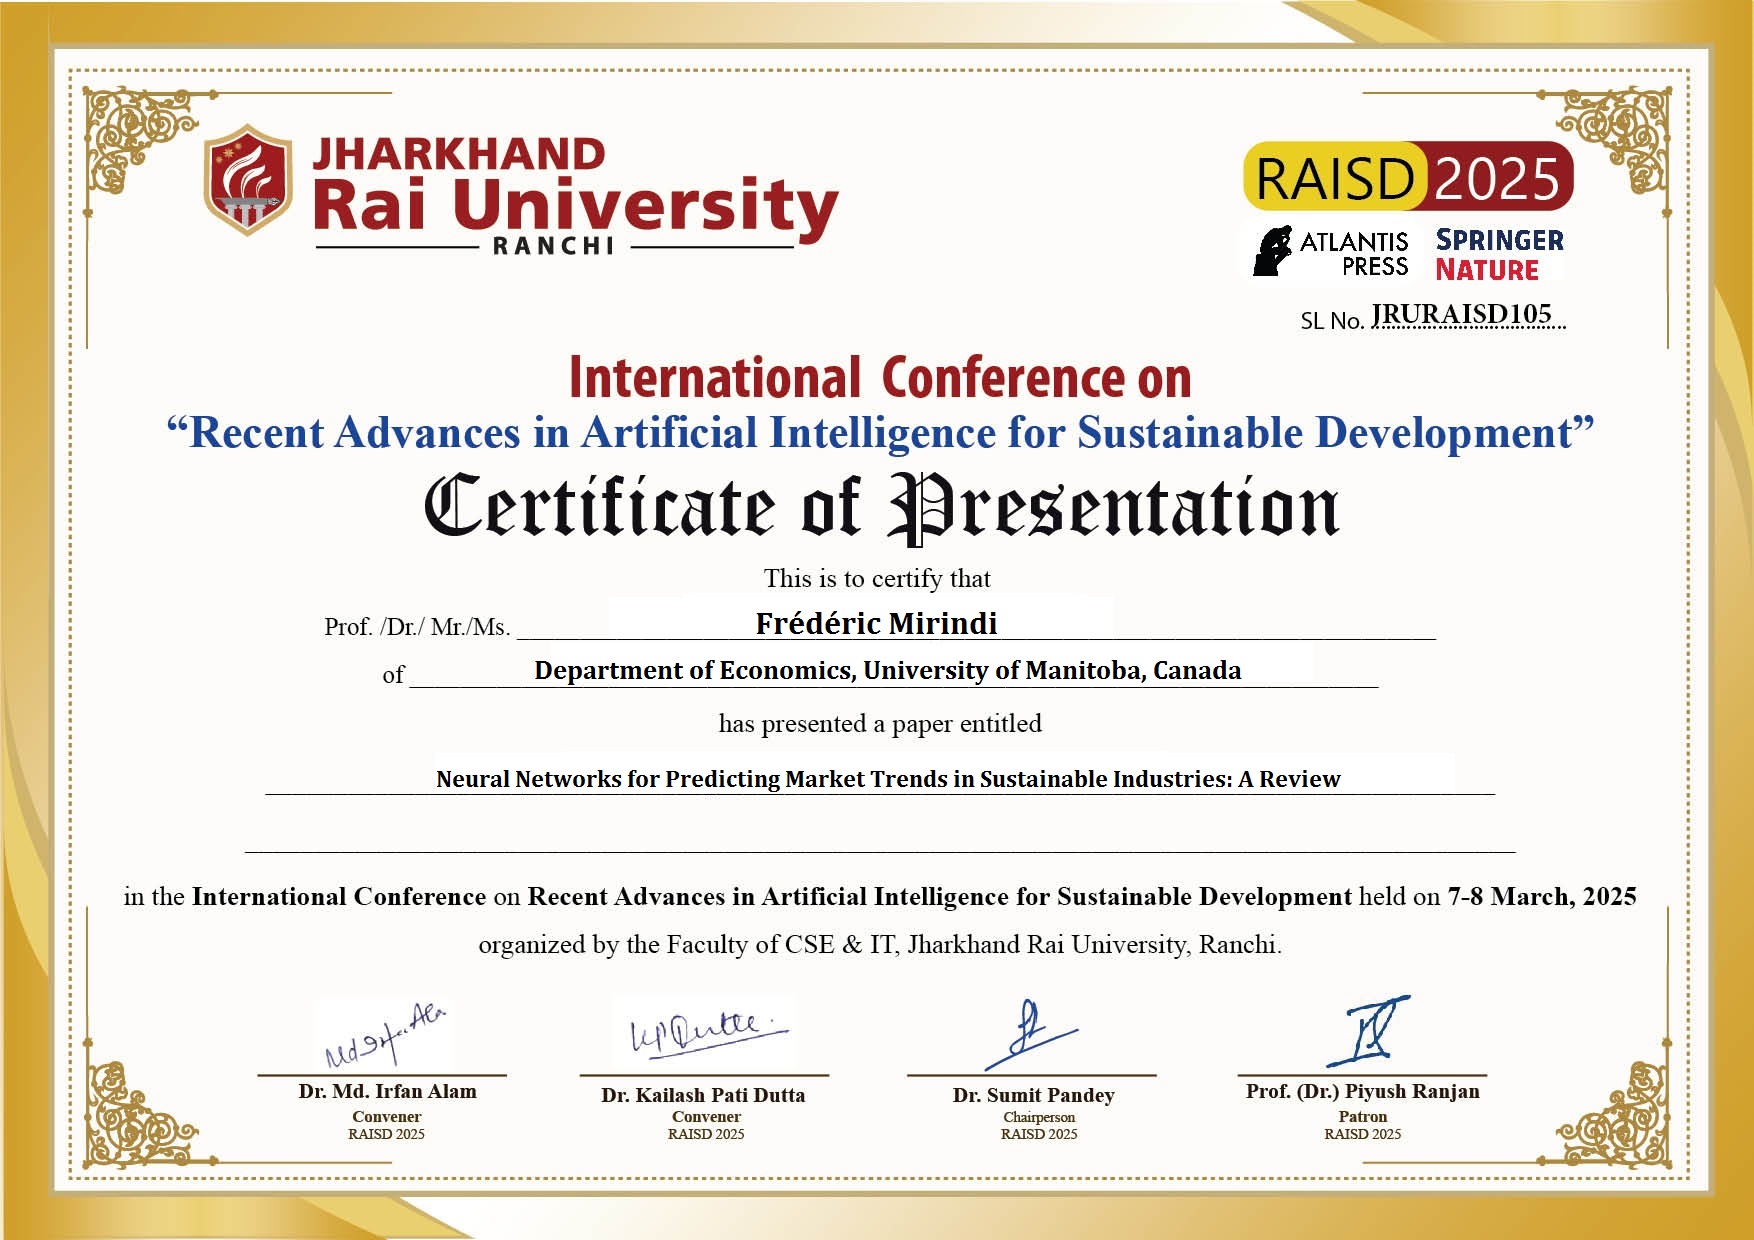 JHARKHAND
Rai University
RANCHI
RAISD 2025
ATLANTIS PRESS
SPRINGER NATURE
SL No. JRURAISD105
International Conference on
“Recent Advances in Artificial Intelligence for Sustainable Development”
Certificate of Presentation
This is to certify that
Prof. /Dr./ Mr./Ms. Frédéric Mirindi
of Department of Economics, University of Manitoba, Canada
has presented a paper entitled
Neural Networks for Predicting Market Trends in Sustainable Industries: A Review
in the International Conference on Recent Advances in Artificial Intelligence for Sustainable Development held on 7-8 March, 2025
organized by the Faculty of CSE & IT, Jharkhand Rai University, Ranchi.
Dr. Md. Irfan Alam
Convener
RAISD 2025
Dr. Kailash Pati Dutta
Convener
RAISD 2025
Dr. Sumit Pandey
Chairperson
RAISD 2025
Prof. (Dr.) Piyush Ranjan
Patron
RAISD 2025